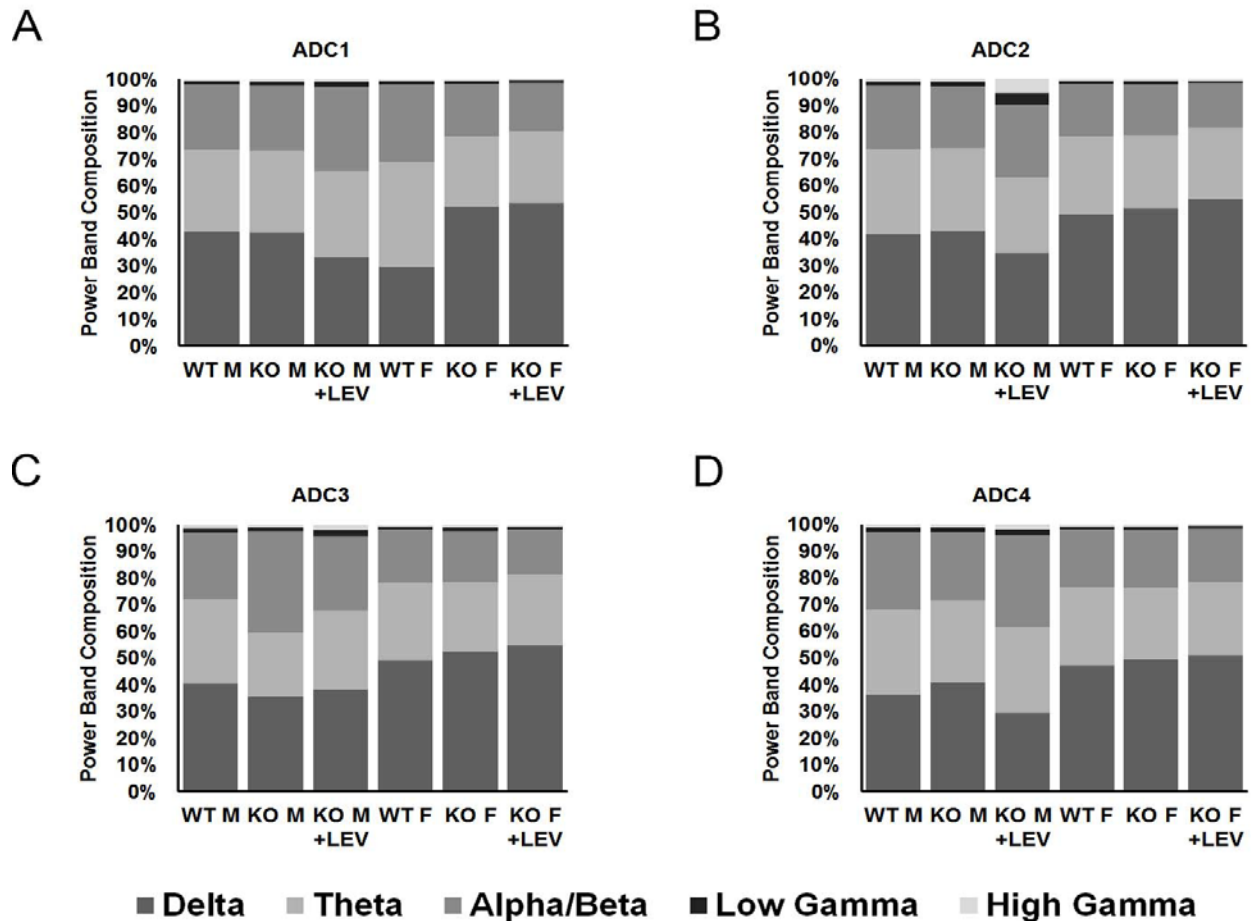 A
ADC1
Power Band Composition
100%
90%
80%
70%
60%
50%
40%
30%
20%
10%
0%
WT M KO M KO M WT F KO F KO F
+LEV +LEV
B
ADC2
Power Band Composition
100%
90%
80%
70%
60%
50%
40%
30%
20%
10%
0%
WT M KO M KO M WT F KO F KO F
+LEV +LEV
C
ADC3
Power Band Composition
100%
90%
80%
70%
60%
50%
40%
30%
20%
10%
0%
WT M KO M KO M WT F KO F KO F
+LEV +LEV
D
ADC4
Power Band Composition
100%
90%
80%
70%
60%
50%
40%
30%
20%
10%
0%
WT M KO M KO M WT F KO F KO F
+LEV +LEV
Delta Theta Alpha/Beta Low Gamma High Gamma